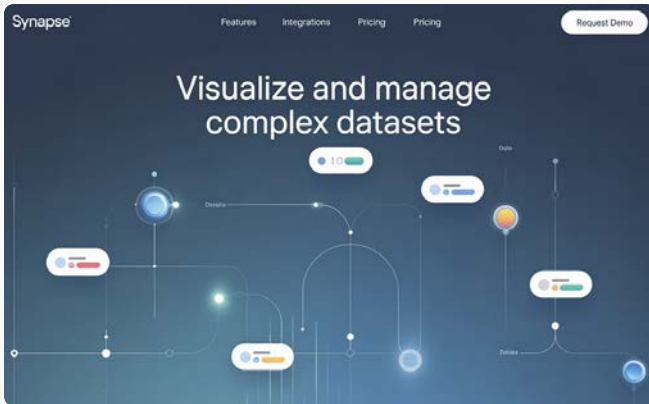 Synapse
Features Integrations Pricing Pricing
Request Demo
Visualize and manage
complex datasets